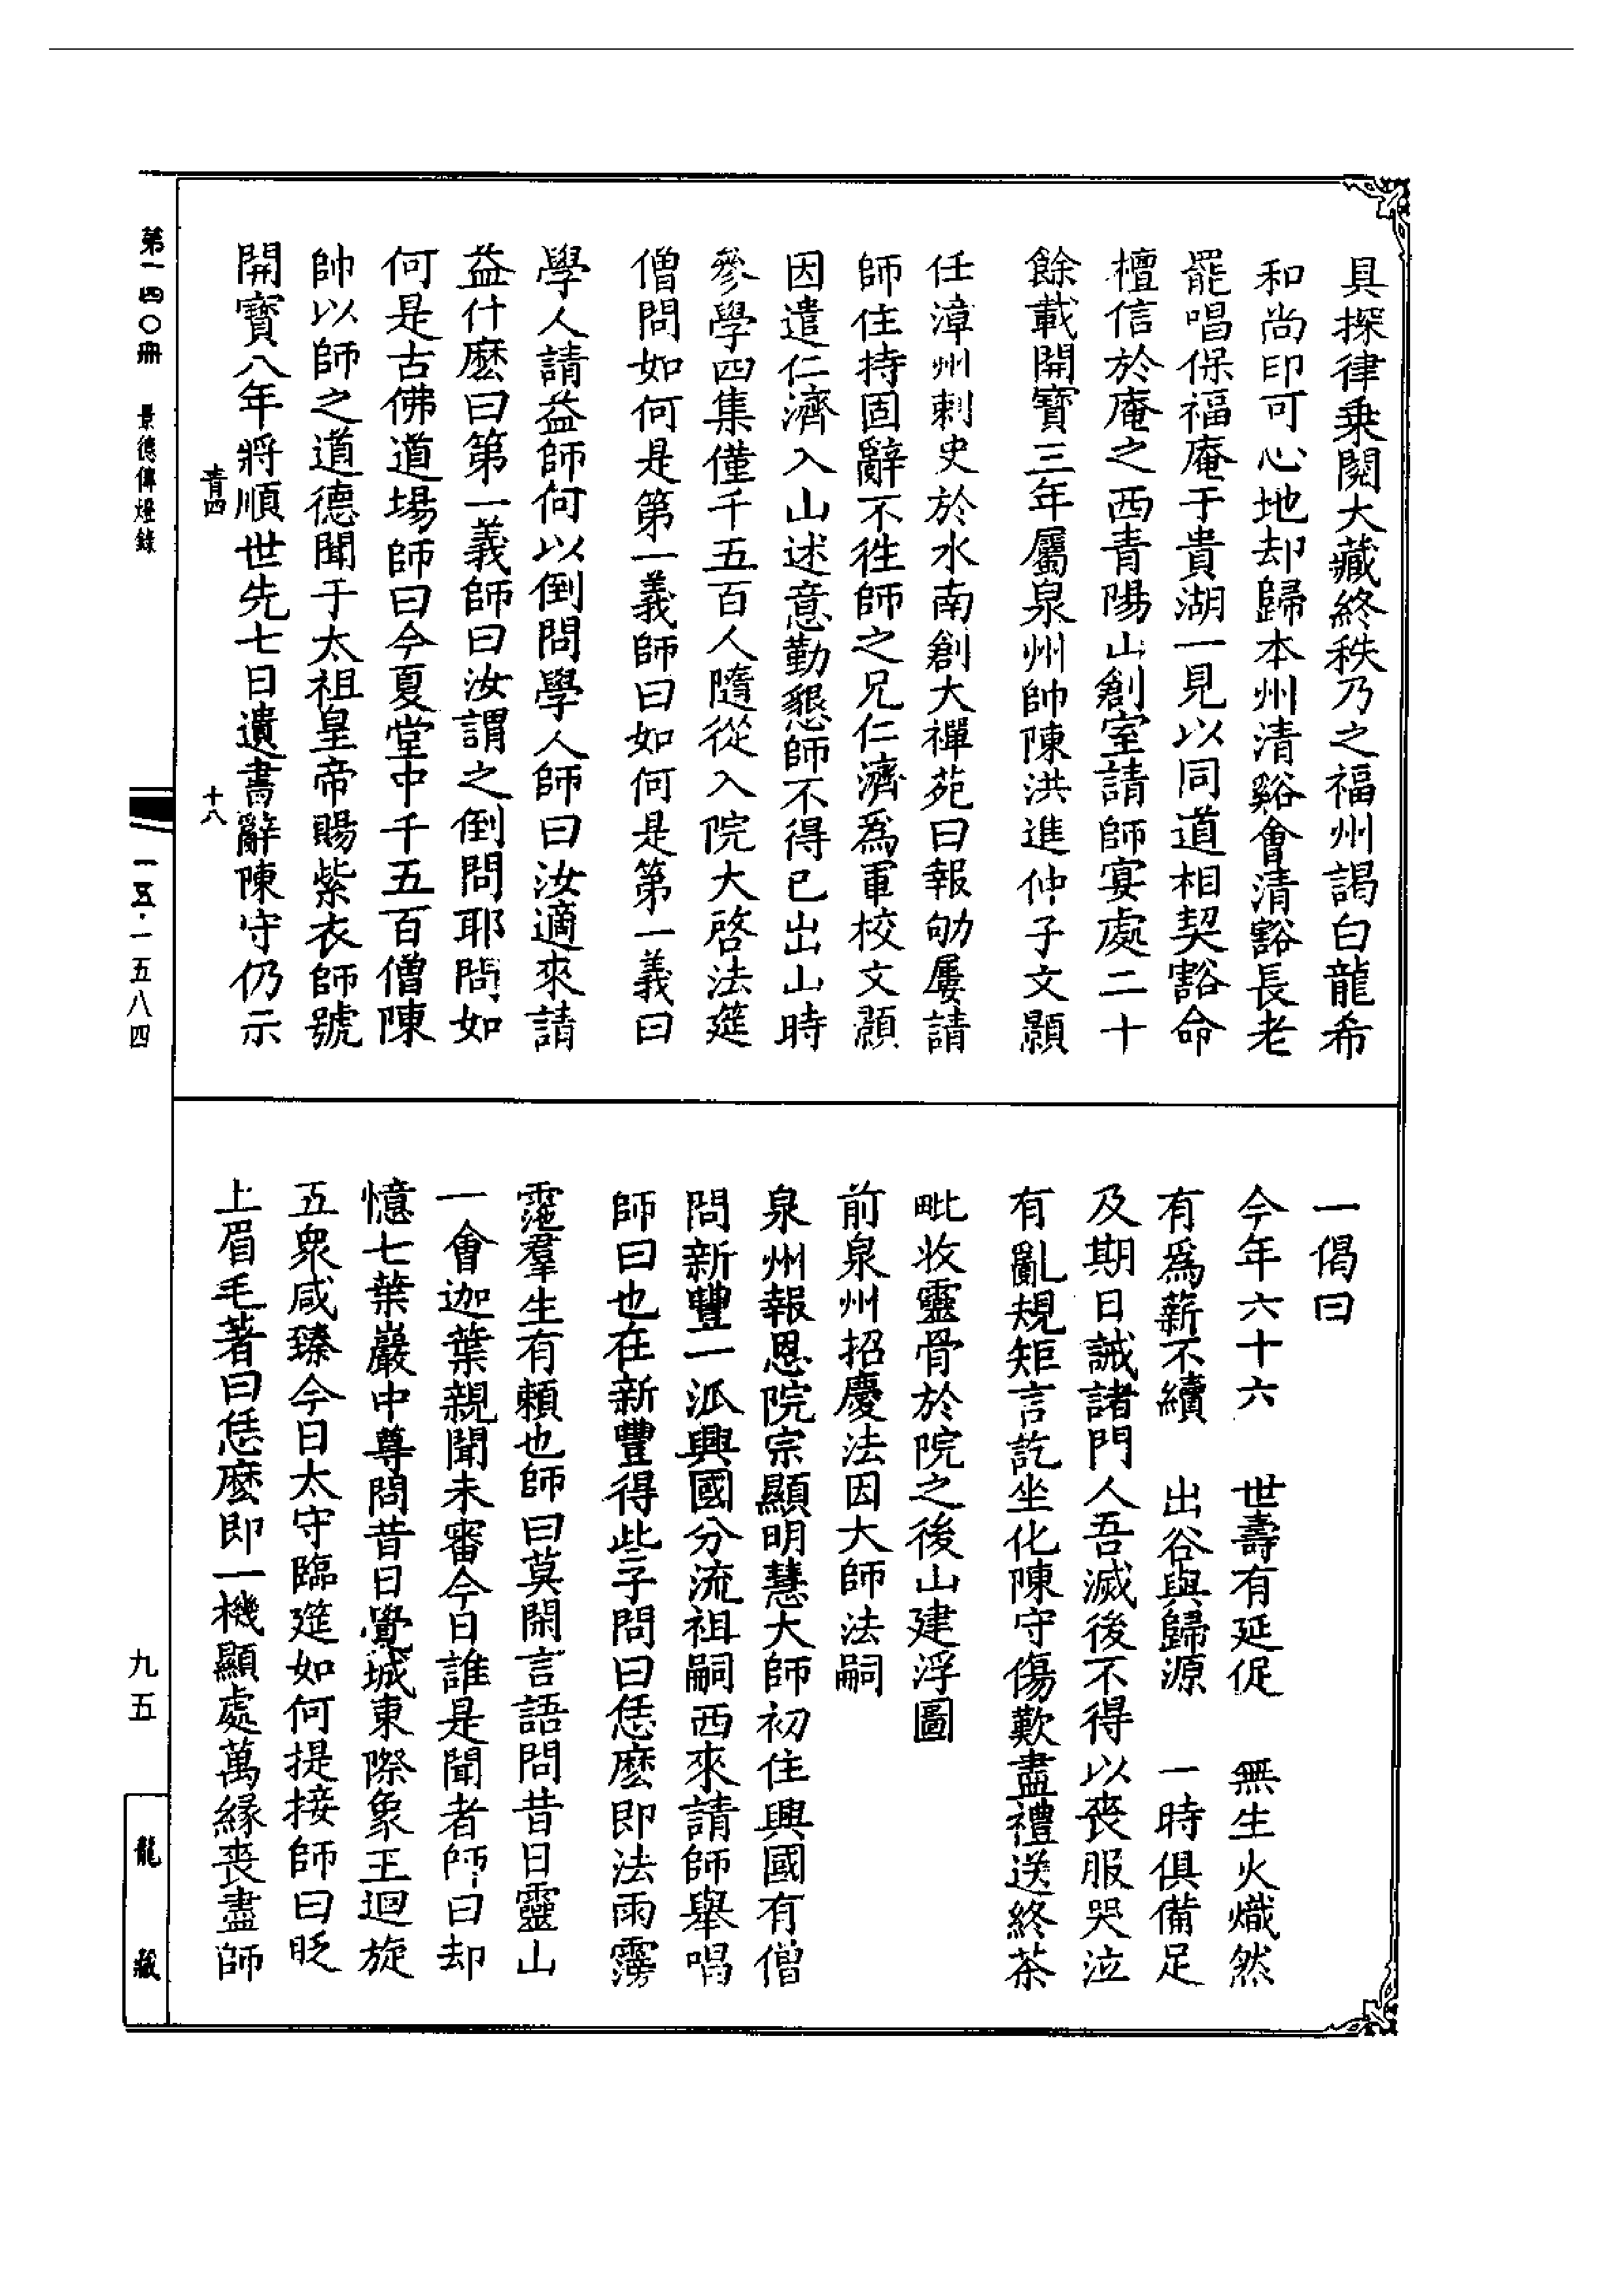 具探律乗閱大藏終秩乃之福州謁白龍希
和尚印可心地却歸本州清谿會清豁長老
罷唱保福庵于貴湖一見以同道相契豁命
檀信於庵之西青陽山創室請師宴處二十
餘載開寶三年屬泉州帥陳洪進仲子文顥
任漳州刺史於水南創大禪苑曰報劬屢請
師住持固辭不徃師之兄仁濟爲軍校文顥
因遣仁濟入山述意勤懇師不得已出山時
參學四集僅千五百人隨從入院大啓法筵
僧問如何是第一義師曰如何是第一義曰
學人請益師何以倒問學人師曰汝適來請
益什麽曰第一義師曰汝謂之倒問耶問如
何是古佛道場師曰今夏堂中千五百僧陳
帥以師之道德聞于太祖皇帝賜紫衣師號
開寶八年將順世先七日遺書辭陳守仍示
青四 十八
一偈曰
今年六十六 世壽有延促 無生火熾然
有爲薪不續 出谷與歸源 一時俱備足
及期日誡諸門人吾滅後不得以喪服哭泣
有亂規矩言訖坐化陳守傷歎盡禮送終茶
毗收靈骨於院之後山建浮圖
前泉州招慶法因大師法嗣
泉州報恩院宗顯明慧大師初住興國有僧
問新豐一派興國分流祖嗣西來請師舉唱
師曰也在新豐得些子問曰恁麽即法雨霶
霑羣生有賴也師曰莫閑言語問昔日靈山
一會迦葉親聞未審今日誰是聞者師曰却
憶七葉巖中尊問昔日覺城東際象王迴旋
五衆咸臻今日太守臨筵如何提接師曰眨
上眉毛著曰恁麽即一機顯處萬緣喪盡師
第一四〇冊 景德傳燈錄 一五·一五八四
九五
龍藏